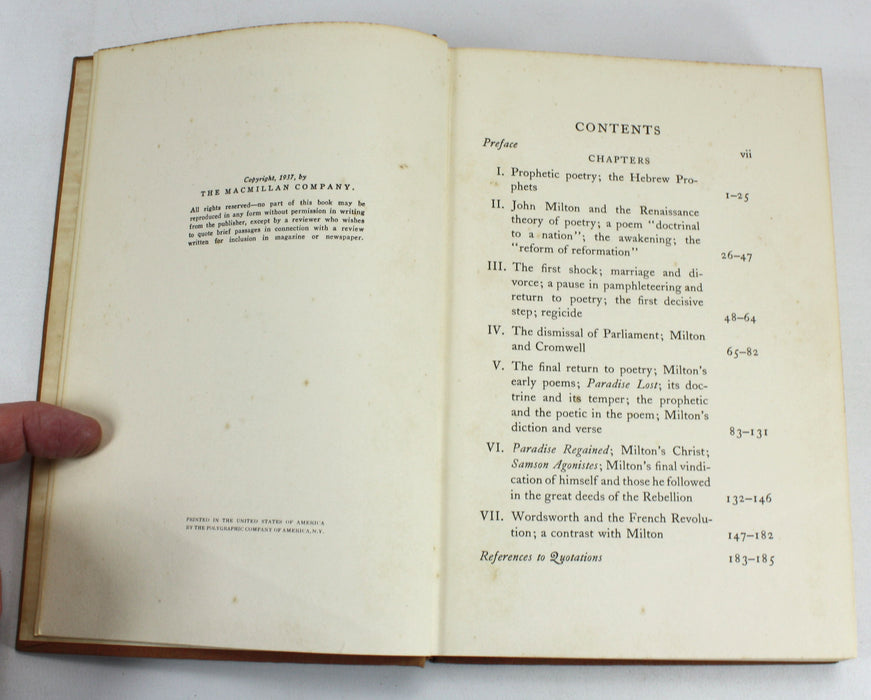 Copyright, 1937, by
THE MACMILLAN COMPANY.
All rights reserved—no part of this book may be
reproduced in any form without permission in writing
from the publisher, except by a reviewer who wishes
to quote brief passages in connection with a review
written for inclusion in magazine or newspaper.
PRINTED IN THE UNITED STATES OF AMERICA
BY THE POLYGRAPHIC COMPANY OF AMERICA, N.Y.
CONTENTS
Preface vii
CHAPTERS
I. Prophetic poetry; the Hebrew Pro-
phets 1–25
II. John Milton and the Renaissance
theory of poetry; a poem "doctrinal
to a nation"; the awakening; the
"reform of reformation" 26–47
III. The first shock; marriage and di-
vorce; a pause in pamphleteering and
return to poetry; the first decisive
step; regicide 48–64
IV. The dismissal of Parliament; Milton
and Cromwell 65–82
V. The final return to poetry; Milton's
early poems; Paradise Lost; its doc-
trine and its temper; the prophetic
and the poetic in the poem; Milton's
diction and verse 83–131
VI. Paradise Regained; Milton's Christ;
Samson Agonistes; Milton's final vindi-
cation of himself and those he followed
in the great deeds of the Rebellion 132–146
VII. Wordsworth and the French Revolu-
tion; a contrast with Milton 147–182
References to Quotations 183–185